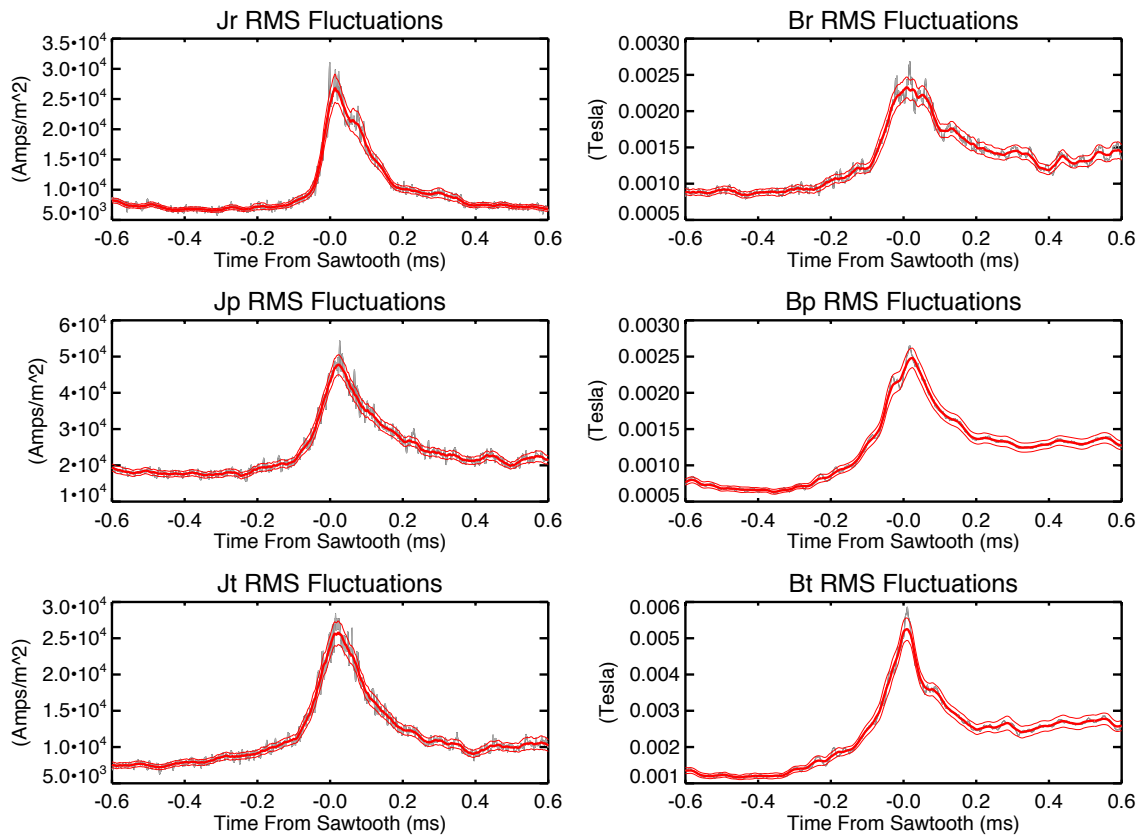 Jr RMS Fluctuations
(Amps/m^2)
3.5•10^4
3.0•10^4
2.5•10^4
2.0•10^4
1.5•10^4
1.0•10^4
5.0•10^3
-0.6 -0.4 -0.2 -0.0 0.2 0.4 0.6
Time From Sawtooth (ms)
Br RMS Fluctuations
(Tesla)
0.0030
0.0025
0.0020
0.0015
0.0010
0.0005
-0.6 -0.4 -0.2 -0.0 0.2 0.4 0.6
Time From Sawtooth (ms)
Jp RMS Fluctuations
(Amps/m^2)
6•10^4
5•10^4
4•10^4
3•10^4
2•10^4
1•10^4
-0.6 -0.4 -0.2 -0.0 0.2 0.4 0.6
Time From Sawtooth (ms)
Bp RMS Fluctuations
(Tesla)
0.0030
0.0025
0.0020
0.0015
0.0010
0.0005
-0.6 -0.4 -0.2 -0.0 0.2 0.4 0.6
Time From Sawtooth (ms)
Jt RMS Fluctuations
(Amps/m^2)
3.0•10^4
2.5•10^4
2.0•10^4
1.5•10^4
1.0•10^4
5.0•10^3
-0.6 -0.4 -0.2 -0.0 0.2 0.4 0.6
Time From Sawtooth (ms)
Bt RMS Fluctuations
(Tesla)
0.006
0.005
0.004
0.003
0.002
0.001
-0.6 -0.4 -0.2 -0.0 0.2 0.4 0.6
Time From Sawtooth (ms)